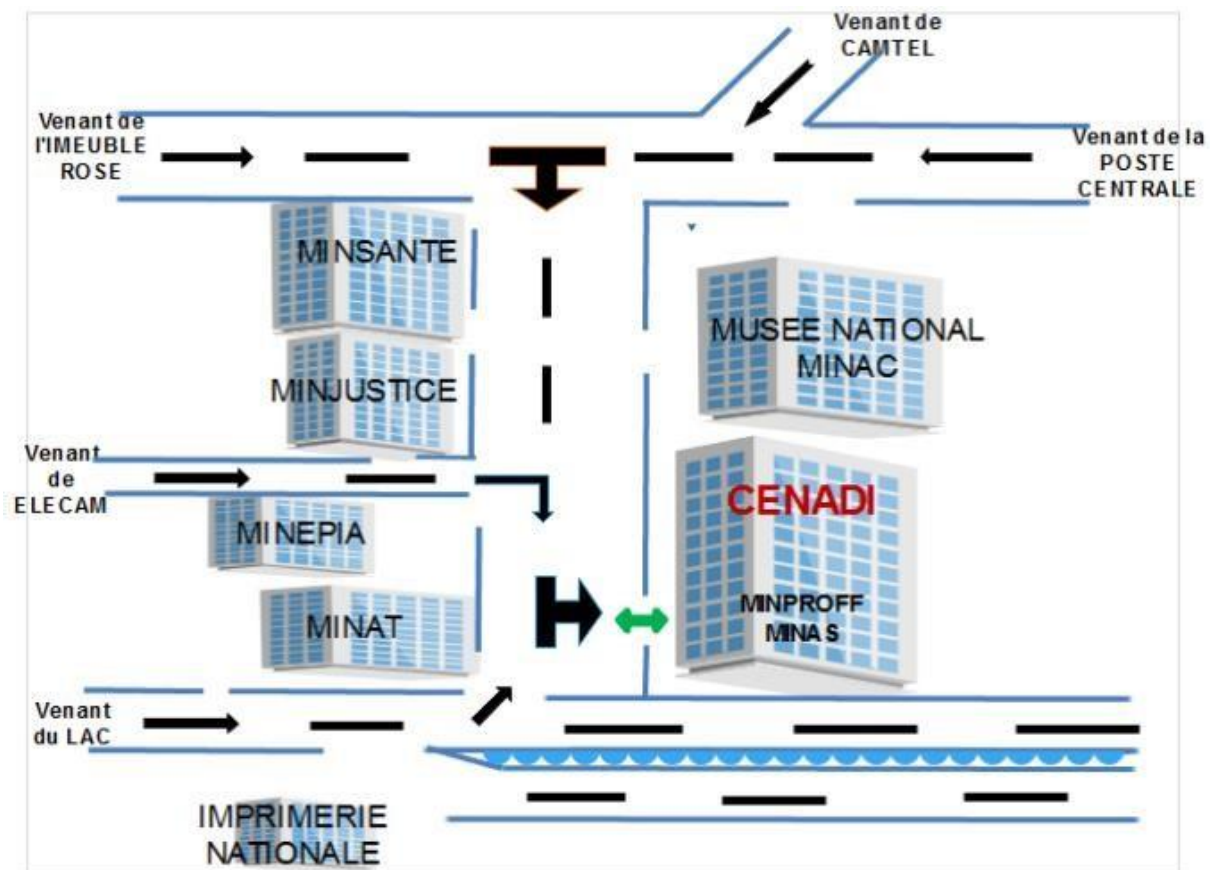 Venant de
CAMTEL
Venant de
l'IMEUBLE
ROSE
Venant de la
POSTE
CENTRALE
MINSANTE
MUSEE NATIONAL
MINAC
MINJUSTICE
Venant
de
ELECAM
CENADI
MINEPIA
MINPROFF
MINAS
MINAT
Venant
du LAC
IMPRIMERIE
NATIONALE